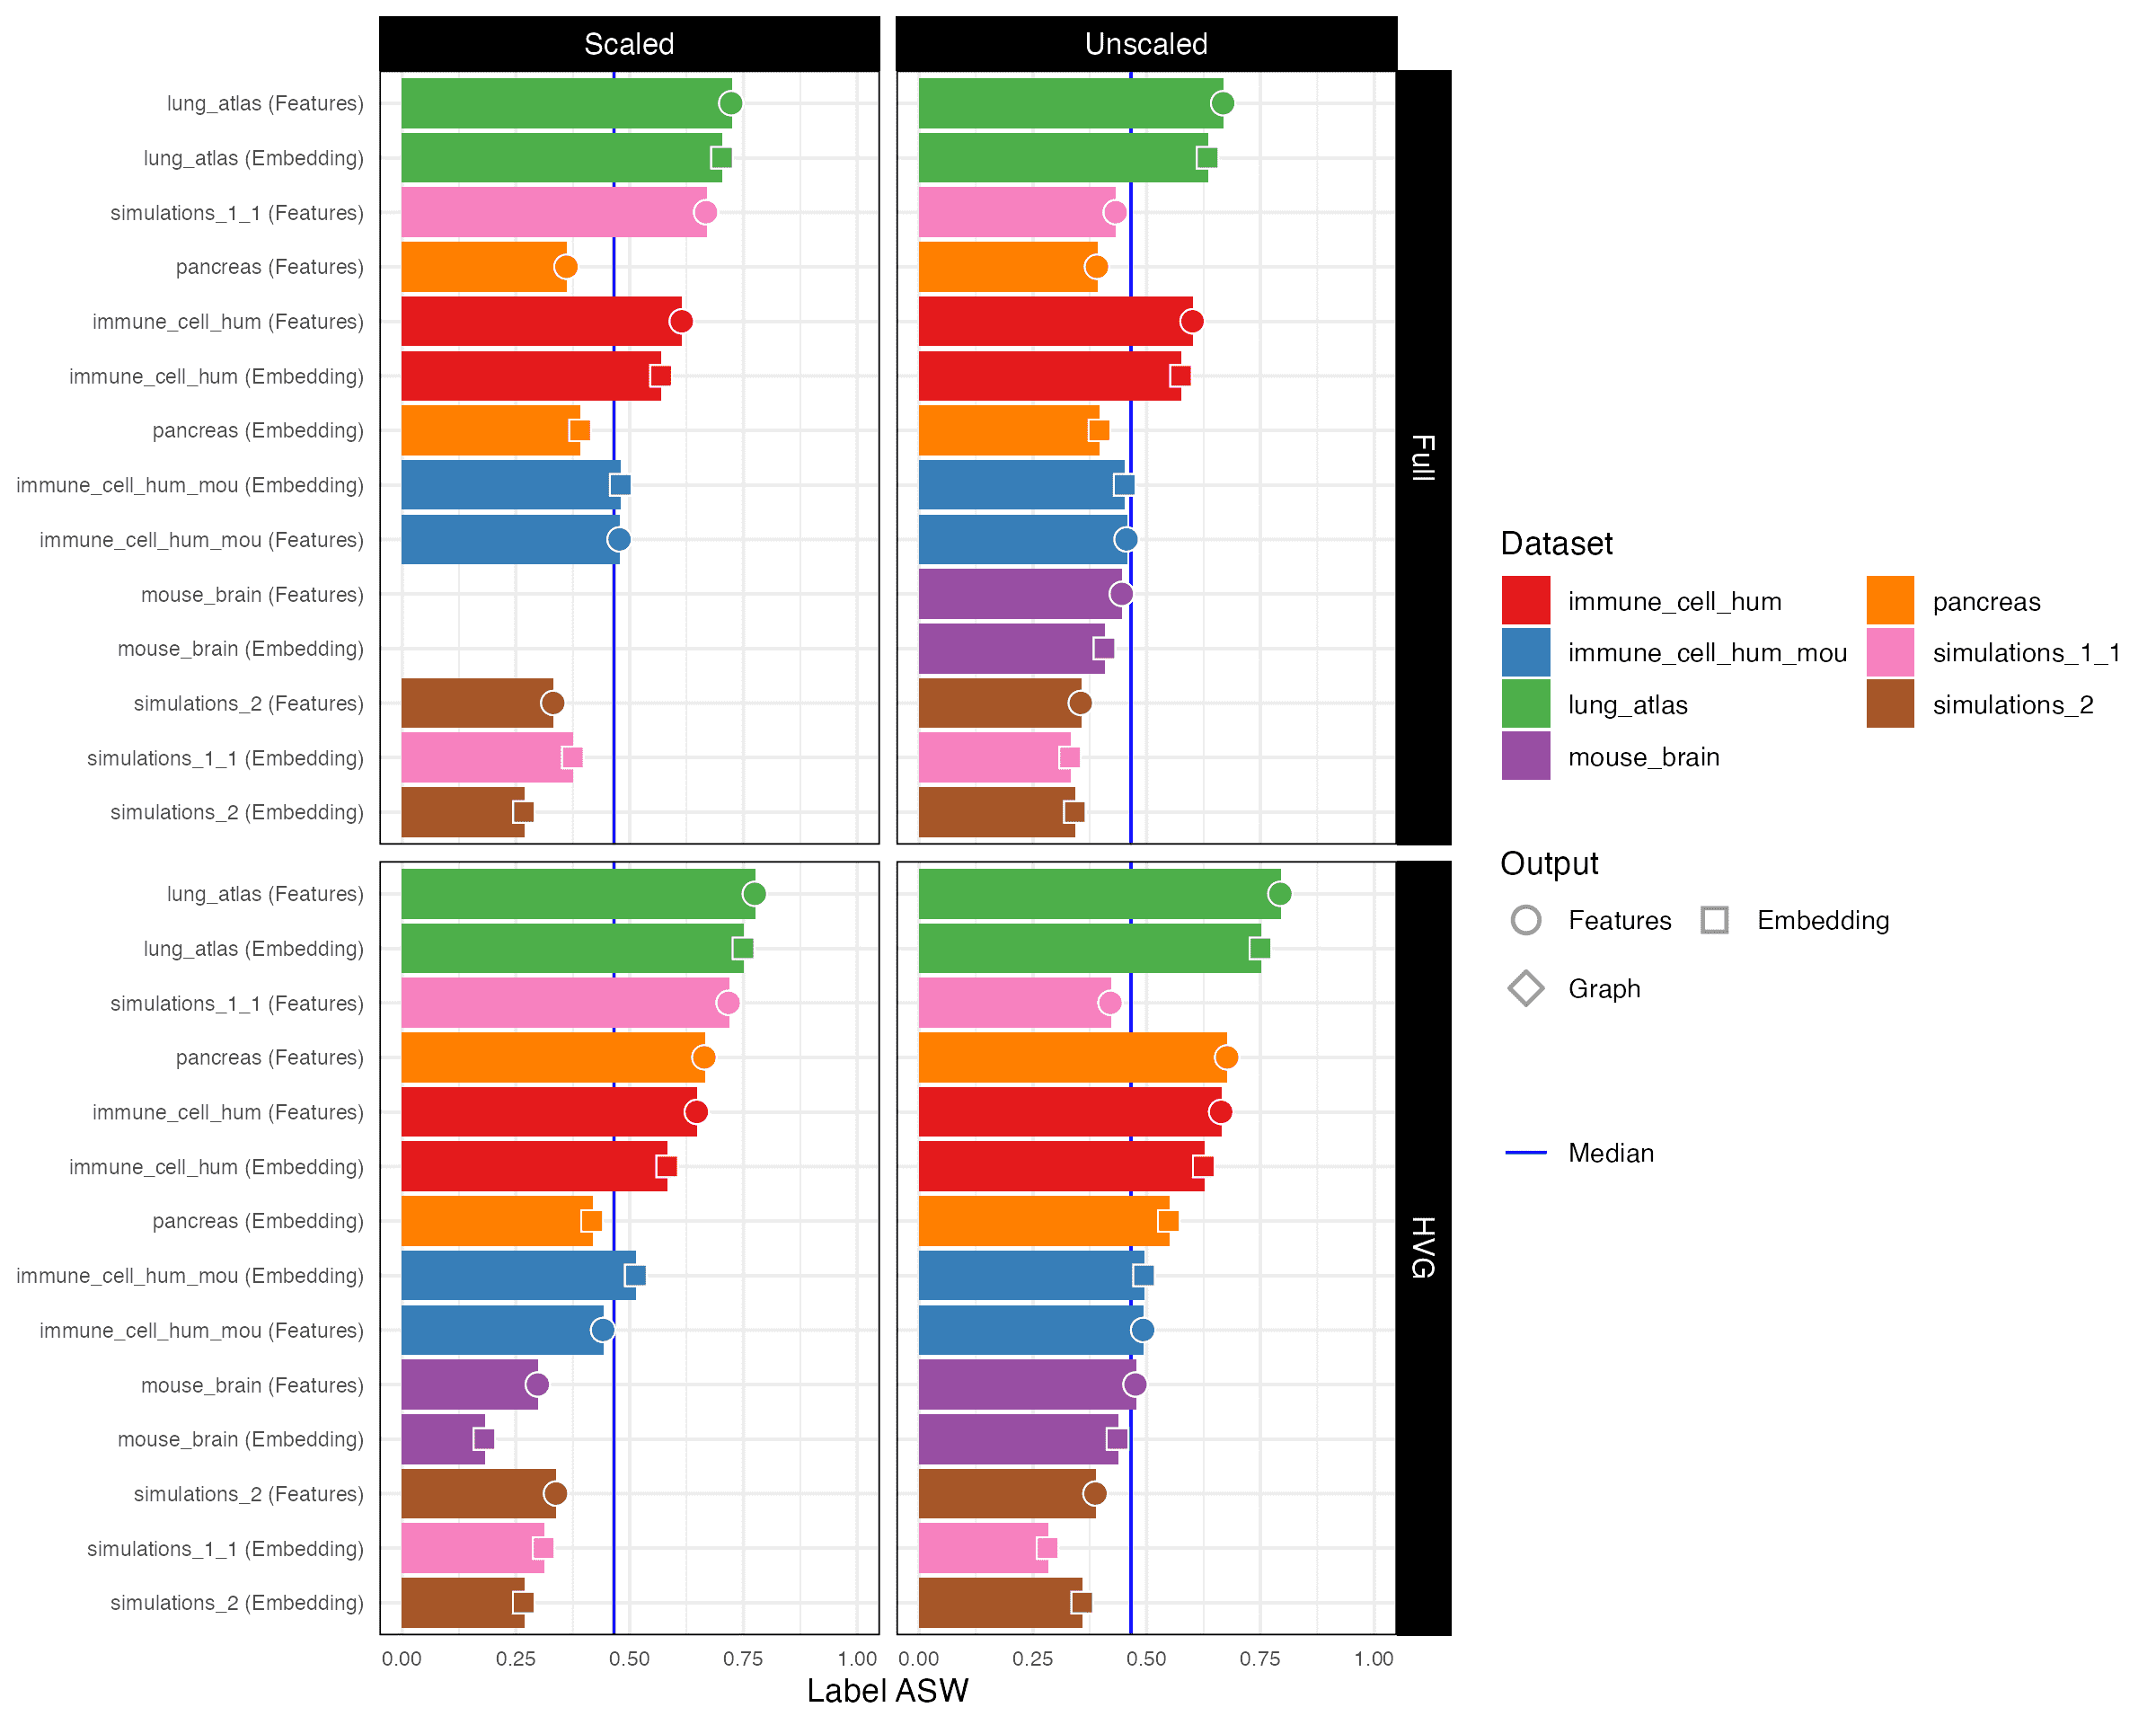 Scaled
Unscaled
lung_atlas (Features)
lung_atlas (Embedding)
simulations_1_1 (Features)
pancreas (Features)
immune_cell_hum (Features)
immune_cell_hum (Embedding)
pancreas (Embedding)
immune_cell_hum_mou (Embedding)
immune_cell_hum_mou (Features)
mouse_brain (Features)
mouse_brain (Embedding)
simulations_2 (Features)
simulations_1_1 (Embedding)
simulations_2 (Embedding)
Full
lung_atlas (Features)
lung_atlas (Embedding)
simulations_1_1 (Features)
pancreas (Features)
immune_cell_hum (Features)
immune_cell_hum (Embedding)
pancreas (Embedding)
immune_cell_hum_mou (Embedding)
immune_cell_hum_mou (Features)
mouse_brain (Features)
mouse_brain (Embedding)
simulations_2 (Features)
simulations_1_1 (Embedding)
simulations_2 (Embedding)
HVG
0.00 0.25 0.50 0.75 1.00
0.00 0.25 0.50 0.75 1.00
Label ASW
Dataset
immune_cell_hum
immune_cell_hum_mou
lung_atlas
mouse_brain
pancreas
simulations_1_1
simulations_2
Output
Features
Embedding
Graph
Median